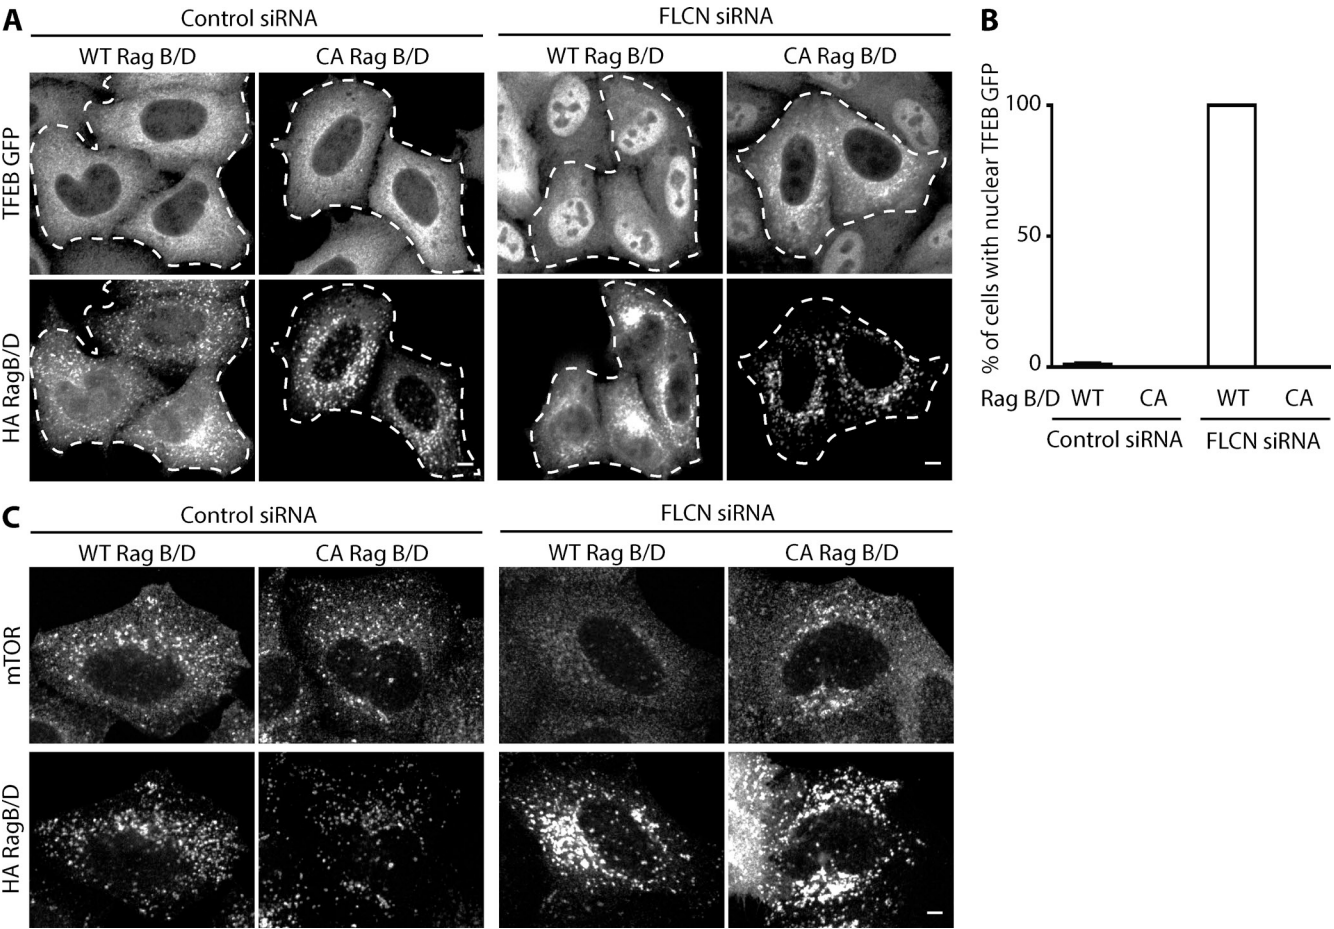 A
Control siRNA
FLCN siRNA
WT Rag B/D
CA Rag B/D
WT Rag B/D
CA Rag B/D
TFEB GFP
HA RagB/D
B
% of cells with nuclear TFEB GFP
100
50
0
Rag B/D WT CA WT CA
Control siRNA
FLCN siRNA
C
Control siRNA
FLCN siRNA
WT Rag B/D
CA Rag B/D
WT Rag B/D
CA Rag B/D
mTOR
HA RagB/D